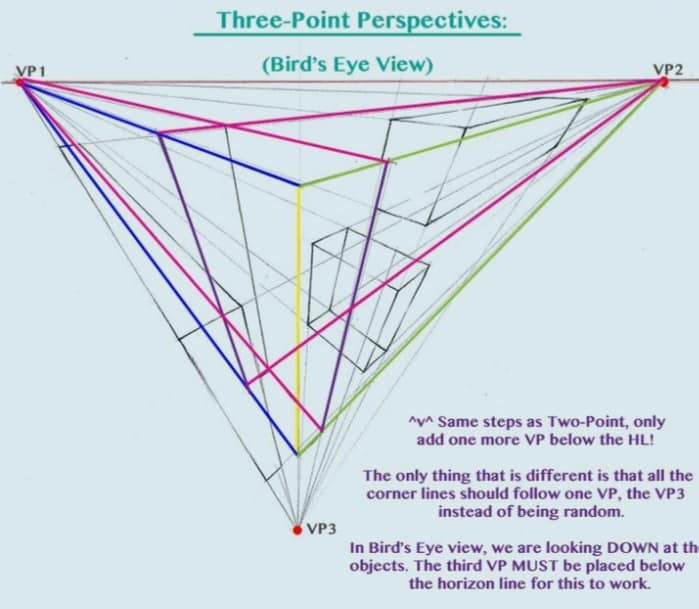 Three-Point Perspectives:
(Bird's Eye View)
VP1
VP2
^v^ Same steps as Two-Point, only
add one more VP below the HL!
The only thing that is different is that all the
corner lines should follow one VP, the VP3
instead of being random.
VP3
In Bird's Eye view, we are looking DOWN at th
objects. The third VP MUST be placed below
the horizon line for this to work.